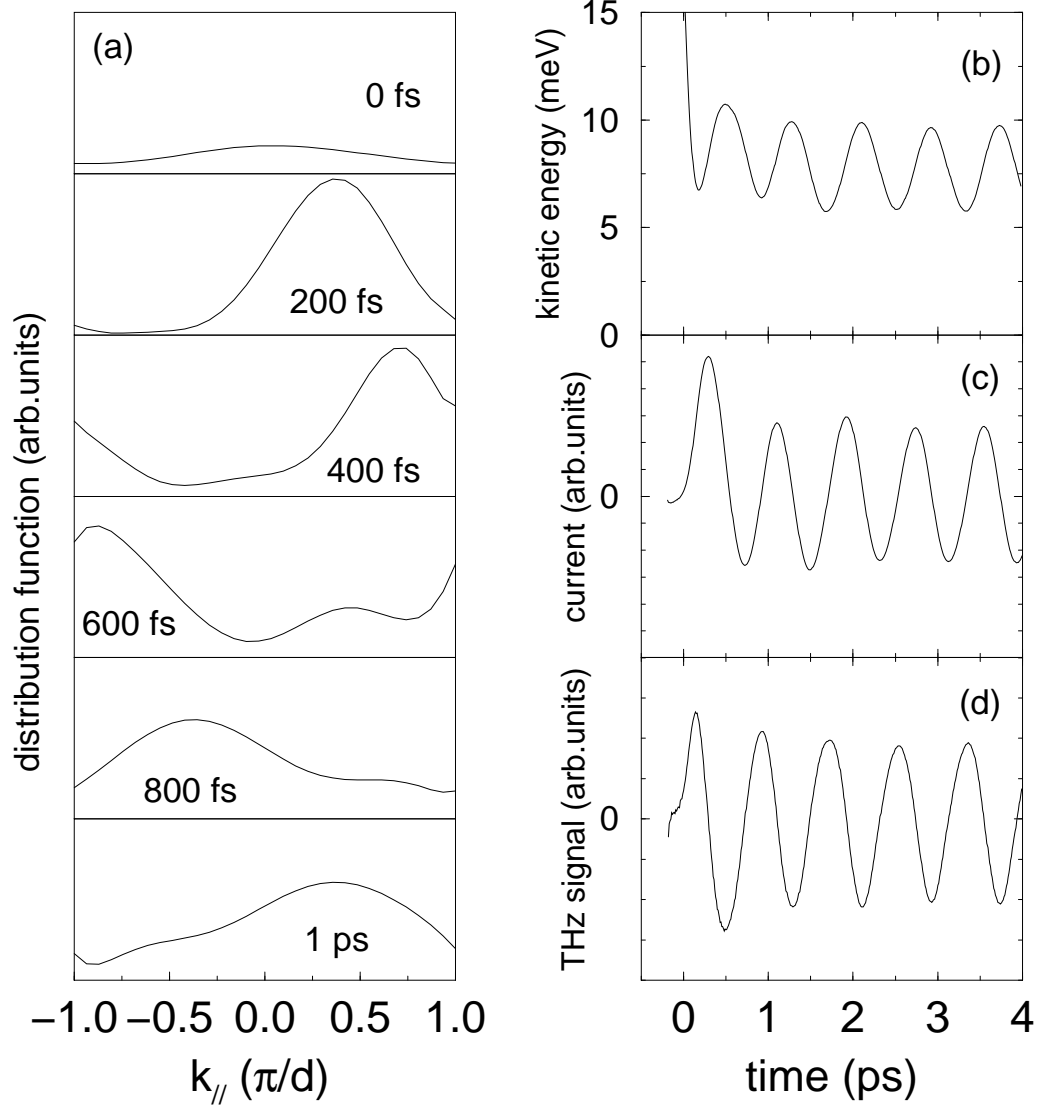 (a)
0 fs
200 fs
400 fs
600 fs
800 fs
1 ps
distribution function (arb.units)
−1.0 −0.5 0.0 0.5 1.0
k// (π/d)
(b)
15
10
5
0
kinetic energy (meV)
(c)
0
current (arb.units)
(d)
0
THz signal (arb.units)
0 1 2 3 4
time (ps)